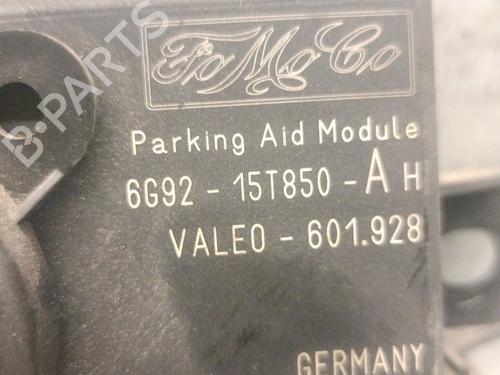 FoMoCo
Parking Aid Module
6G92 - 15T850 - A H
VALEO - 601.928
GERMANY
B-PARTS